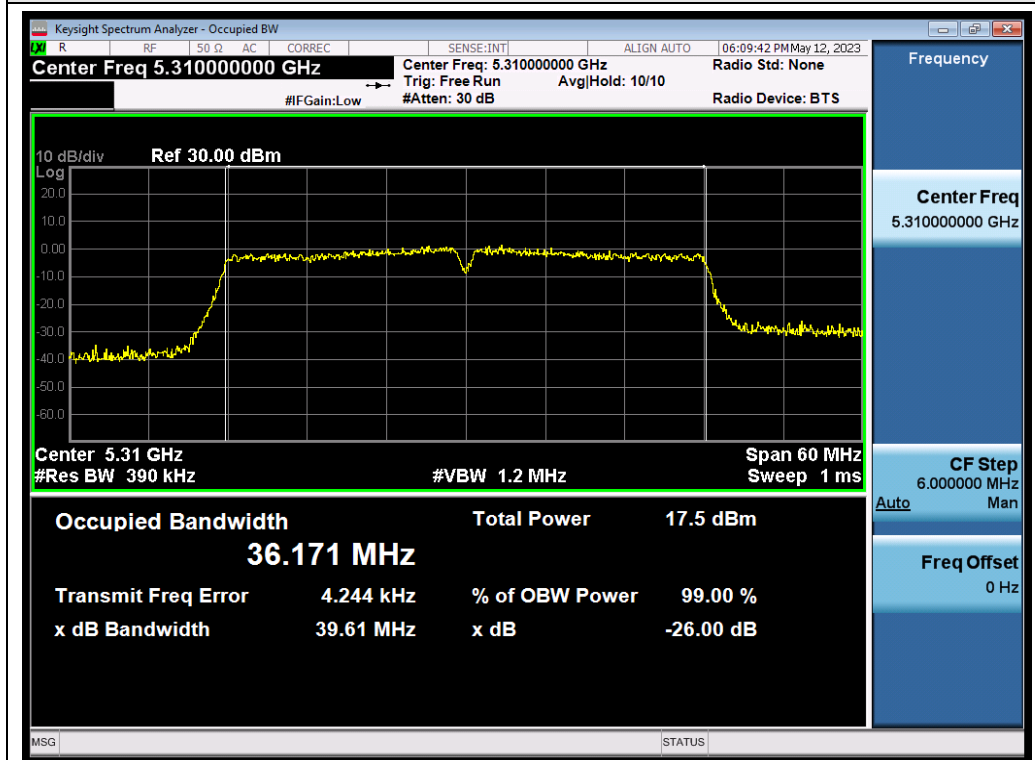 Keysight Spectrum Analyzer - Occupied BW
LXI R RF 50 Ω AC CORREC SENSE:INT ALIGN AUTO 06:09:42 PM May 12, 2023
Center Freq 5.310000000 GHz Center Freq: 5.310000000 GHz Radio Std: None
Trig: Free Run Avg|Hold: 10/10
#IFGain:Low #Atten: 30 dB Radio Device: BTS
Frequency
10 dB/div Ref 30.00 dBm
Log
20.0
10.0
0.00
-10.0
-20.0
-30.0
-40.0
-50.0
-60.0
Center 5.31 GHz Span 60 MHz
#Res BW 390 kHz #VBW 1.2 MHz Sweep 1 ms
Occupied Bandwidth Total Power 17.5 dBm
36.171 MHz
Transmit Freq Error 4.244 kHz % of OBW Power 99.00 %
x dB Bandwidth 39.61 MHz x dB -26.00 dB
Center Freq
5.310000000 GHz
CF Step
6.000000 MHz
Auto Man
Freq Offset
0 Hz
MSG STATUS